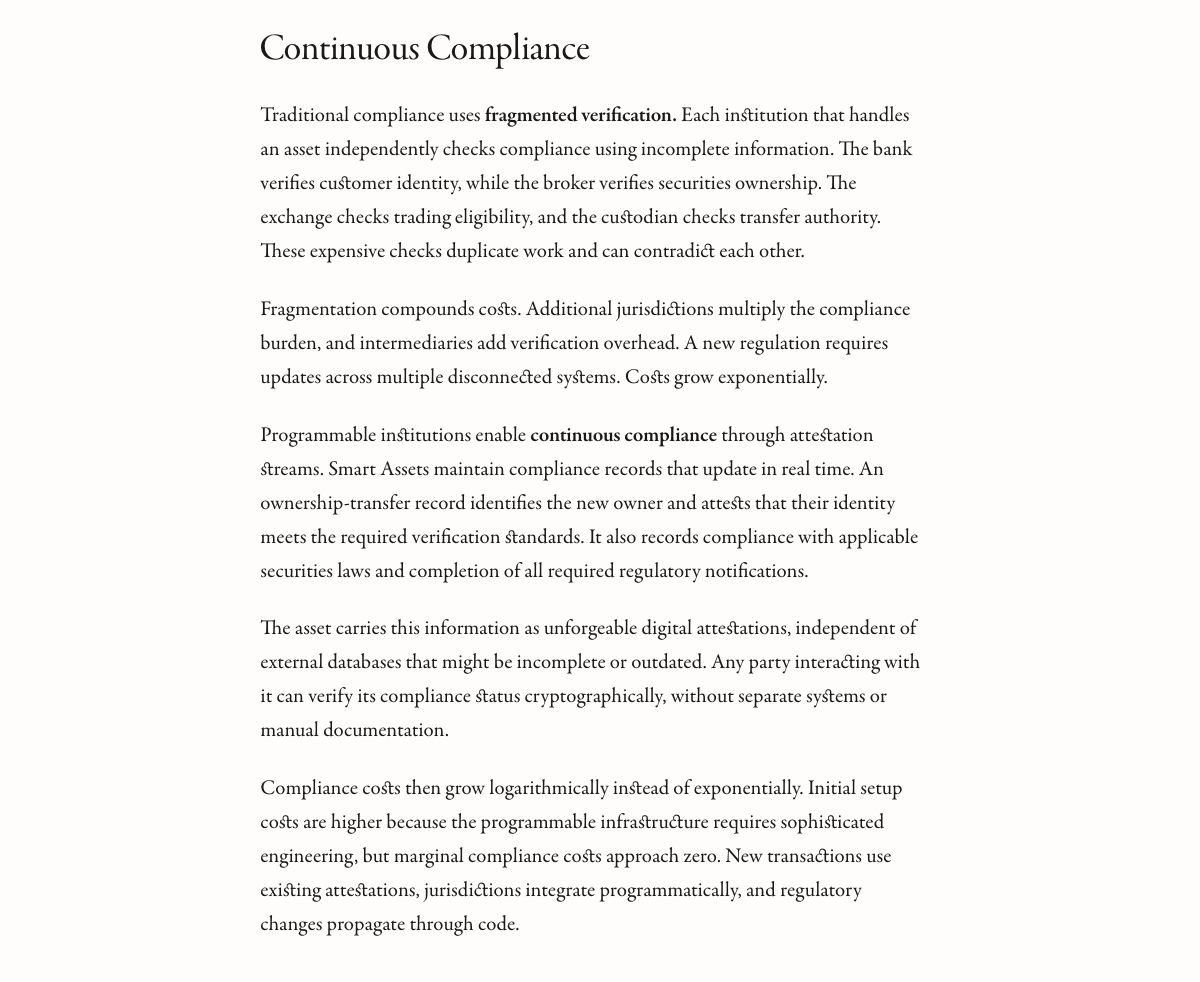 Continuous Compliance
Traditional compliance uses fragmented verification. Each institution that handles
an asset independently checks compliance using incomplete information. The bank
verifies customer identity, while the broker verifies securities ownership. The
exchange checks trading eligibility, and the custodian checks transfer authority.
These expensive checks duplicate work and can contradict each other.
Fragmentation compounds costs. Additional jurisdictions multiply the compliance
burden, and intermediaries add verification overhead. A new regulation requires
updates across multiple disconnected systems. Costs grow exponentially.
Programmable institutions enable continuous compliance through attestation
streams. Smart Assets maintain compliance records that update in real time. An
ownership-transfer record identifies the new owner and attests that their identity
meets the required verification standards. It also records compliance with applicable
securities laws and completion of all required regulatory notifications.
The asset carries this information as unforgeable digital attestations, independent of
external databases that might be incomplete or outdated. Any party interacting with
it can verify its compliance status cryptographically, without separate systems or
manual documentation.
Compliance costs then grow logarithmically instead of exponentially. Initial setup
costs are higher because the programmable infrastructure requires sophisticated
engineering, but marginal compliance costs approach zero. New transactions use
existing attestations, jurisdictions integrate programmatically, and regulatory
changes propagate through code.